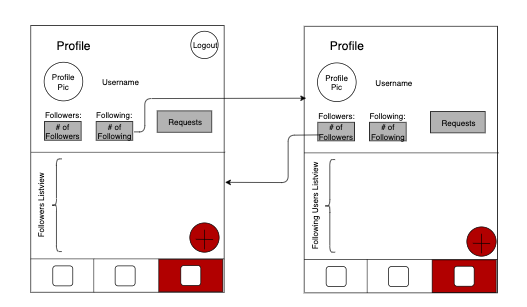 Profile
Logout
Profile
Pic
Username
Followers:
Following:
# of
Followers
# of
Following
Requests
Followers Listview
Profile
Profile
Pic
Username
Followers:
Following:
# of
Followers
# of
Following
Requests
Following Users Listview